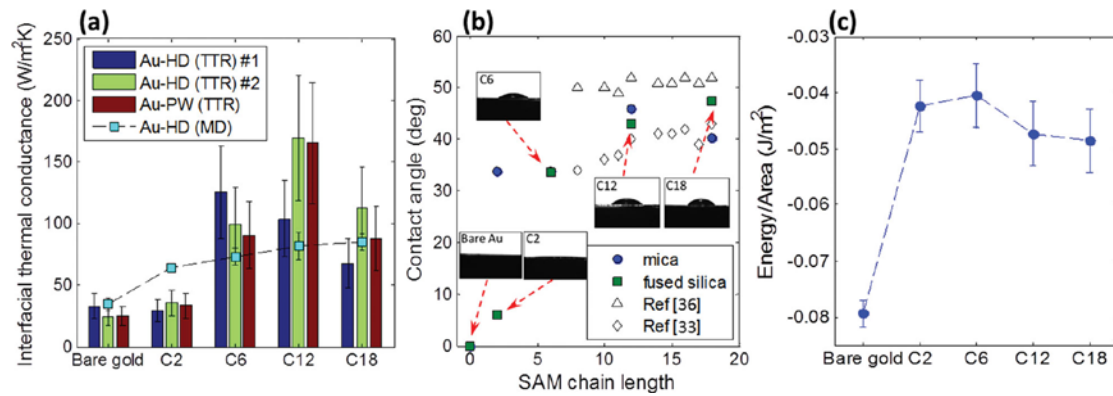 (a)
Interfacial thermal conductance (W/m²K)
250
200
150
100
50
0
Au-HD (TTR) #1
Au-HD (TTR) #2
Au-PW (TTR)
Au-HD (MD)
Bare gold C2 C6 C12 C18
(b)
Contact angle (deg)
60
50
40
30
20
10
0
C6
C12
C18
Bare Au
C2
mica
fused silica
Ref [36]
Ref [33]
0 5 10 15 20
SAM chain length
(c)
Energy/Area (J/m²)
-0.03
-0.04
-0.05
-0.06
-0.07
-0.08
Bare gold C2 C6 C12 C18